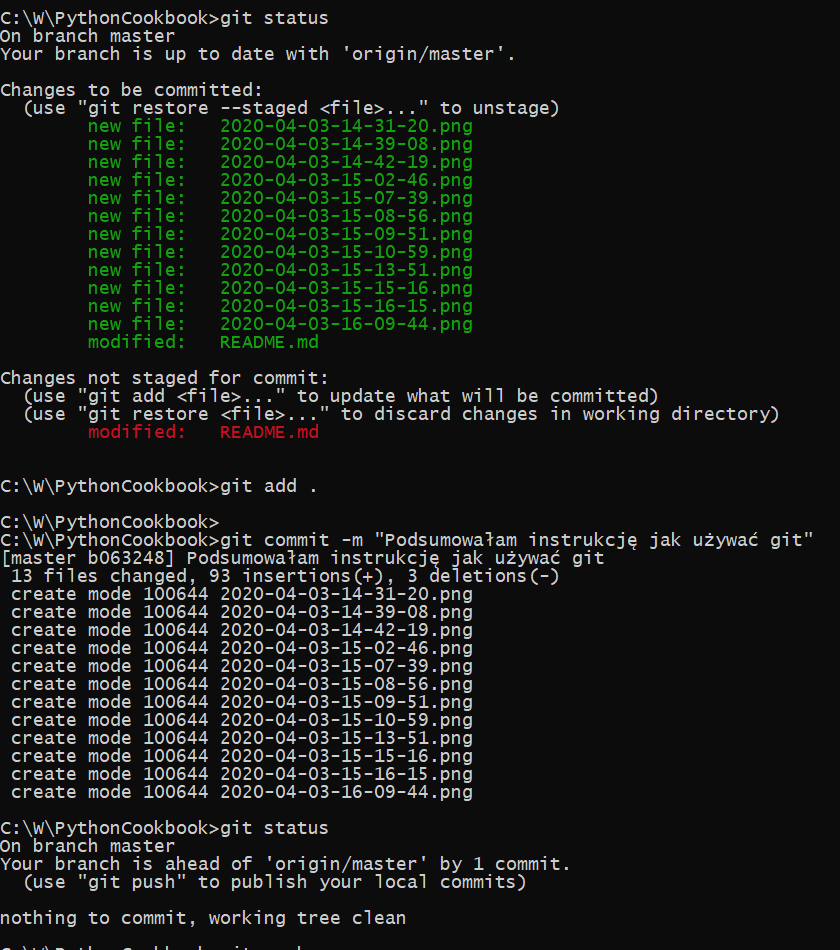 C:\W\PythonCookbook>git status
On branch master
Your branch is up to date with 'origin/master'.
Changes to be committed:
(use "git restore --staged <file>..." to unstage)
new file: 2020-04-03-14-31-20.png
new file: 2020-04-03-14-39-08.png
new file: 2020-04-03-14-42-19.png
new file: 2020-04-03-15-02-46.png
new file: 2020-04-03-15-07-39.png
new file: 2020-04-03-15-08-56.png
new file: 2020-04-03-15-09-51.png
new file: 2020-04-03-15-10-59.png
new file: 2020-04-03-15-13-51.png
new file: 2020-04-03-15-15-16.png
new file: 2020-04-03-15-16-15.png
new file: 2020-04-03-16-09-44.png
modified: README.md
Changes not staged for commit:
(use "git add <file>..." to update what will be committed)
(use "git restore <file>..." to discard changes in working directory)
modified: README.md
C:\W\PythonCookbook>git add .
C:\W\PythonCookbook>
C:\W\PythonCookbook>git commit -m "Podsumowałam instrukcję jak używać git"
[master b063248] Podsumowałam instrukcję jak używać git
13 files changed, 93 insertions(+), 3 deletions(-)
create mode 100644 2020-04-03-14-31-20.png
create mode 100644 2020-04-03-14-39-08.png
create mode 100644 2020-04-03-14-42-19.png
create mode 100644 2020-04-03-15-02-46.png
create mode 100644 2020-04-03-15-07-39.png
create mode 100644 2020-04-03-15-08-56.png
create mode 100644 2020-04-03-15-09-51.png
create mode 100644 2020-04-03-15-10-59.png
create mode 100644 2020-04-03-15-13-51.png
create mode 100644 2020-04-03-15-15-16.png
create mode 100644 2020-04-03-15-16-15.png
create mode 100644 2020-04-03-16-09-44.png
C:\W\PythonCookbook>git status
On branch master
Your branch is ahead of 'origin/master' by 1 commit.
(use "git push" to publish your local commits)
nothing to commit, working tree clean